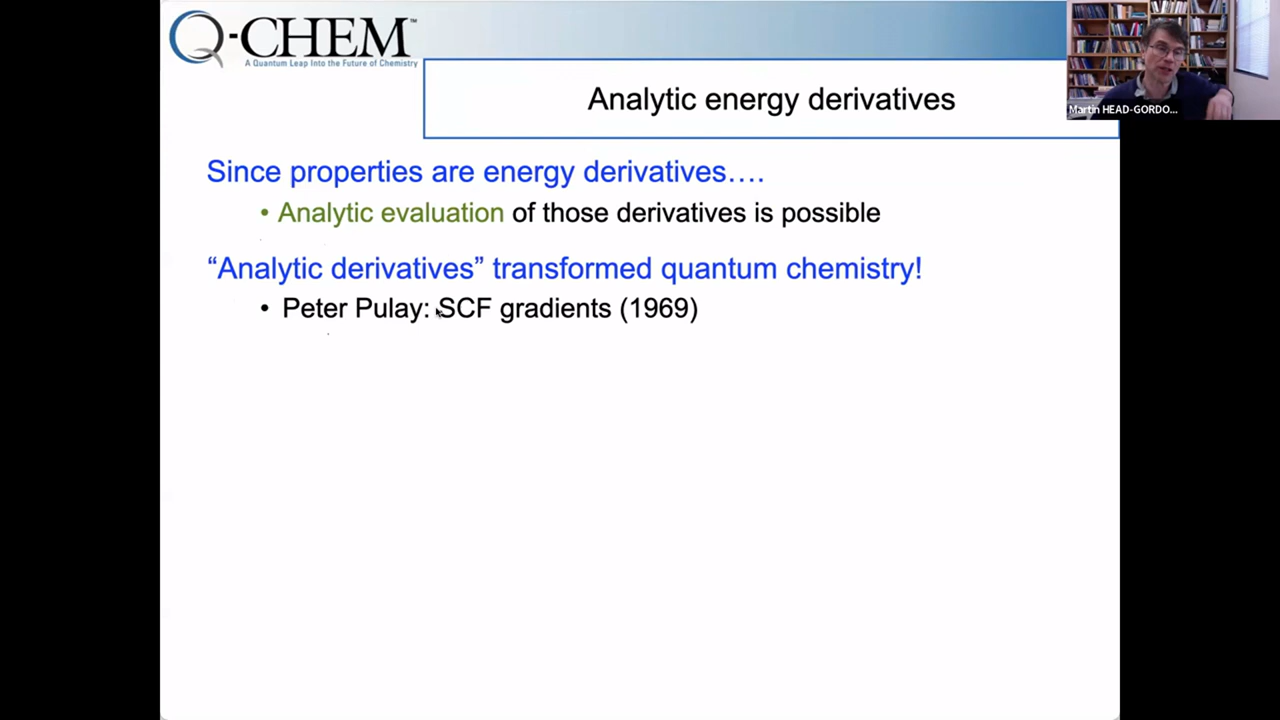 Q-CHEM™
A Quantum Leap Into the Future of Chemistry
Analytic energy derivatives
Martin HEAD-GORDO...
Since properties are energy derivatives….
• Analytic evaluation of those derivatives is possible
“Analytic derivatives” transformed quantum chemistry!
• Peter Pulay: SCF gradients (1969)